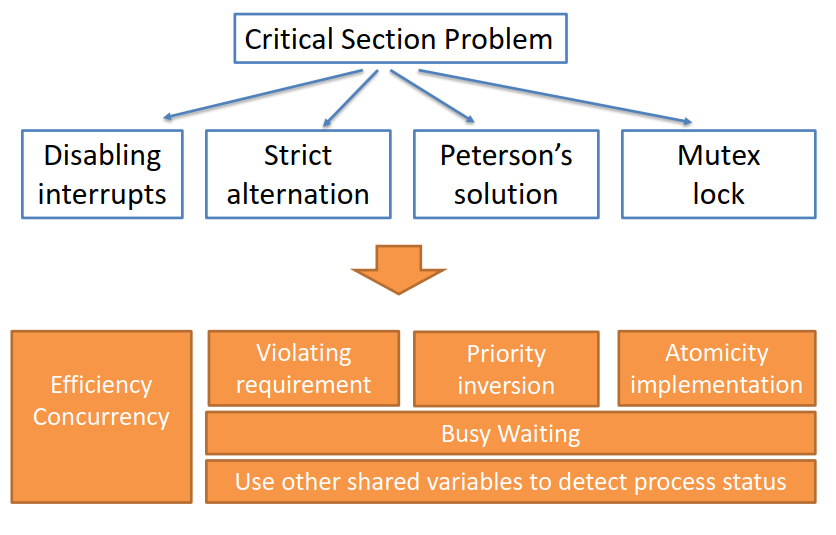 Critical Section Problem
Disabling
interrupts
Strict
alternation
Peterson’s
solution
Mutex
lock
Efficiency
Concurrency
Violating
requirement
Priority
inversion
Atomicity
implementation
Busy Waiting
Use other shared variables to detect process status